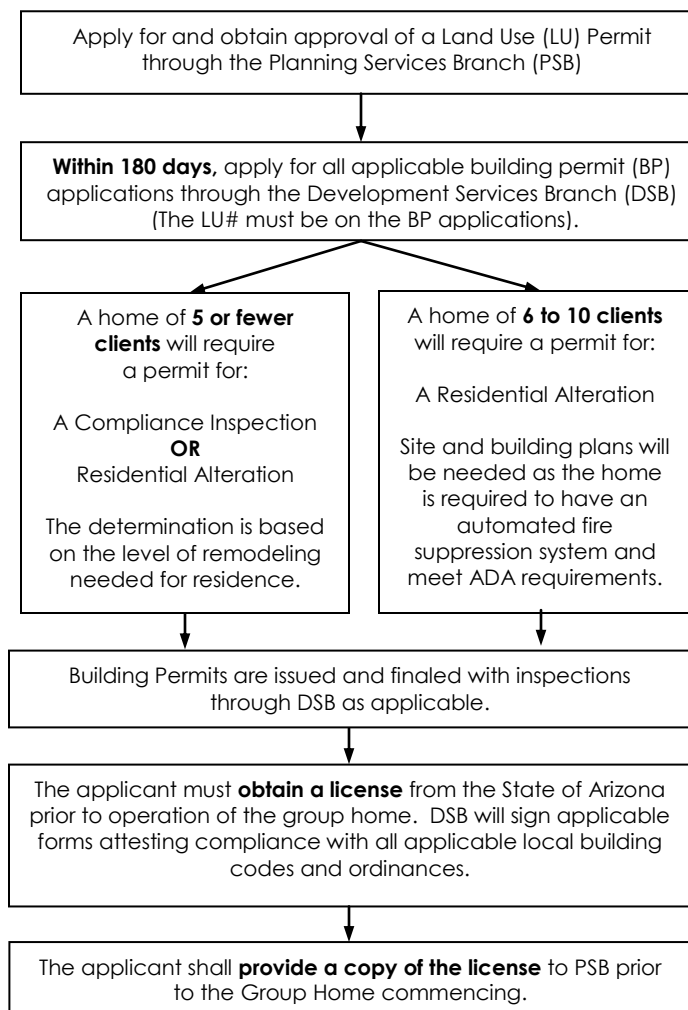 Apply for and obtain approval of a Land Use (LU) Permit
through the Planning Services Branch (PSB)
Within 180 days, apply for all applicable building permit (BP)
applications through the Development Services Branch (DSB)
(The LU# must be on the BP applications).
A home of 5 or fewer
clients will require
a permit for:
A Compliance Inspection
OR
Residential Alteration
The determination is based
on the level of remodeling
needed for residence.
A home of 6 to 10 clients
will require a permit for:
A Residential Alteration
Site and building plans will
be needed as the home
is required to have an
automated fire
suppression system and
meet ADA requirements.
Building Permits are issued and finaled with inspections
through DSB as applicable.
The applicant must obtain a license from the State of Arizona
prior to operation of the group home.  DSB will sign applicable
forms attesting compliance with all applicable local building
codes and ordinances.
The applicant shall provide a copy of the license to PSB prior
to the Group Home commencing.